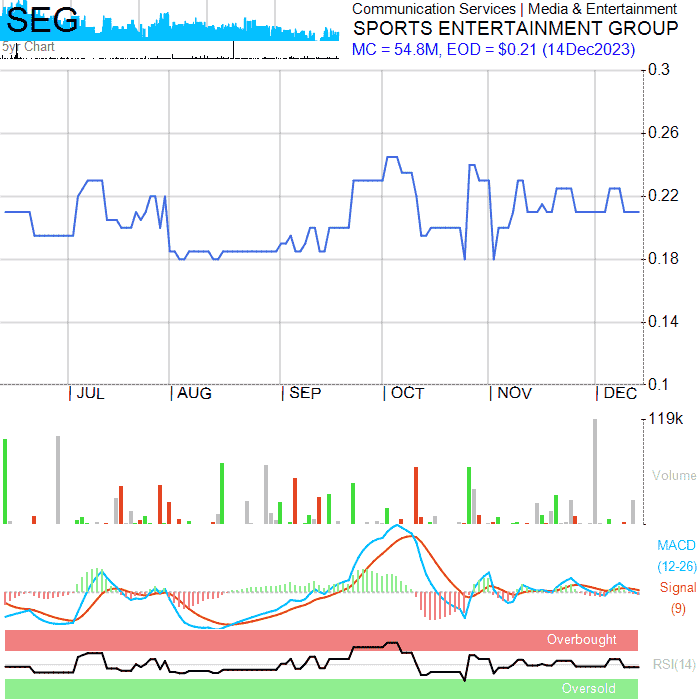 SEG
5yr Chart
Communication Services | Media & Entertainment
SPORTS ENTERTAINMENT GROUP
MC = 54.8M, EOD = $0.21 (14Dec2023)
0.3
0.26
0.22
0.18
0.14
0.1
| JUL | AUG | SEP | OCT | NOV | DEC
119k
Volume
MACD
(12-26)
Signal
(9)
Overbought
RSI(14)
Oversold